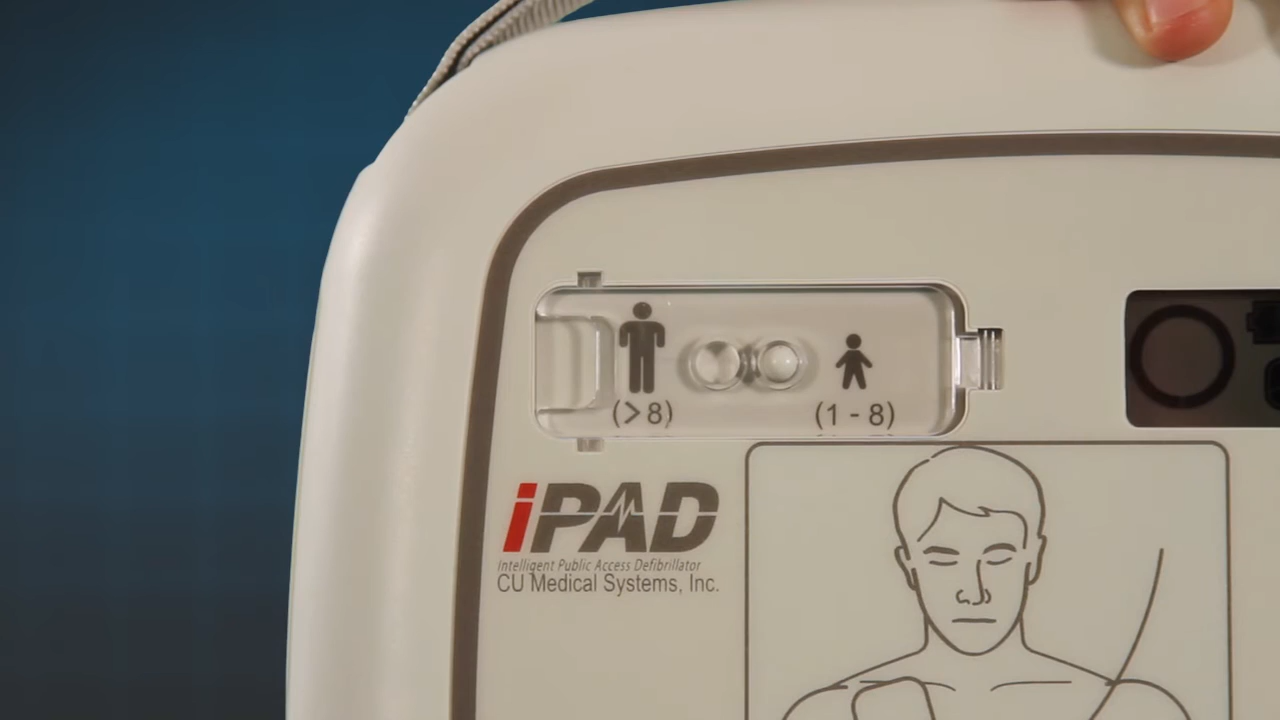 (>8)
(1 - 8)
iPAD
Intelligent Public Access Defibrillator
CU Medical Systems, Inc.